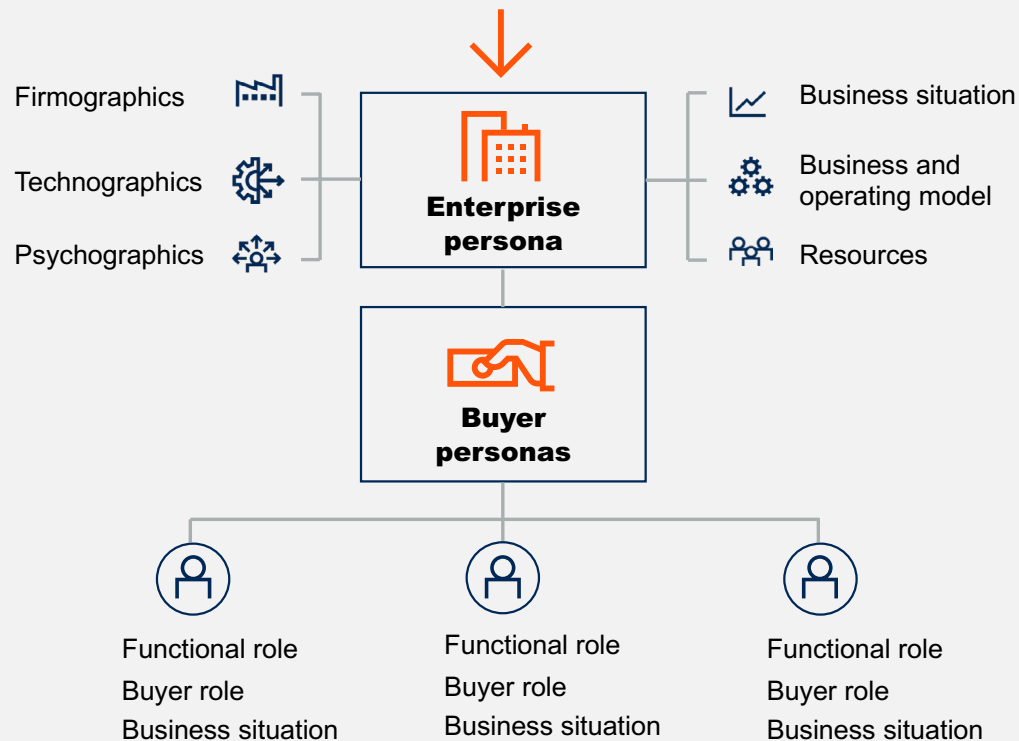 Firmographics
Technographics
Psychographics
Enterprise
persona
Business situation
Business and
operating model
Resources
Buyer
personas
Functional role
Buyer role
Business situation
Functional role
Buyer role
Business situation
Functional role
Buyer role
Business situation